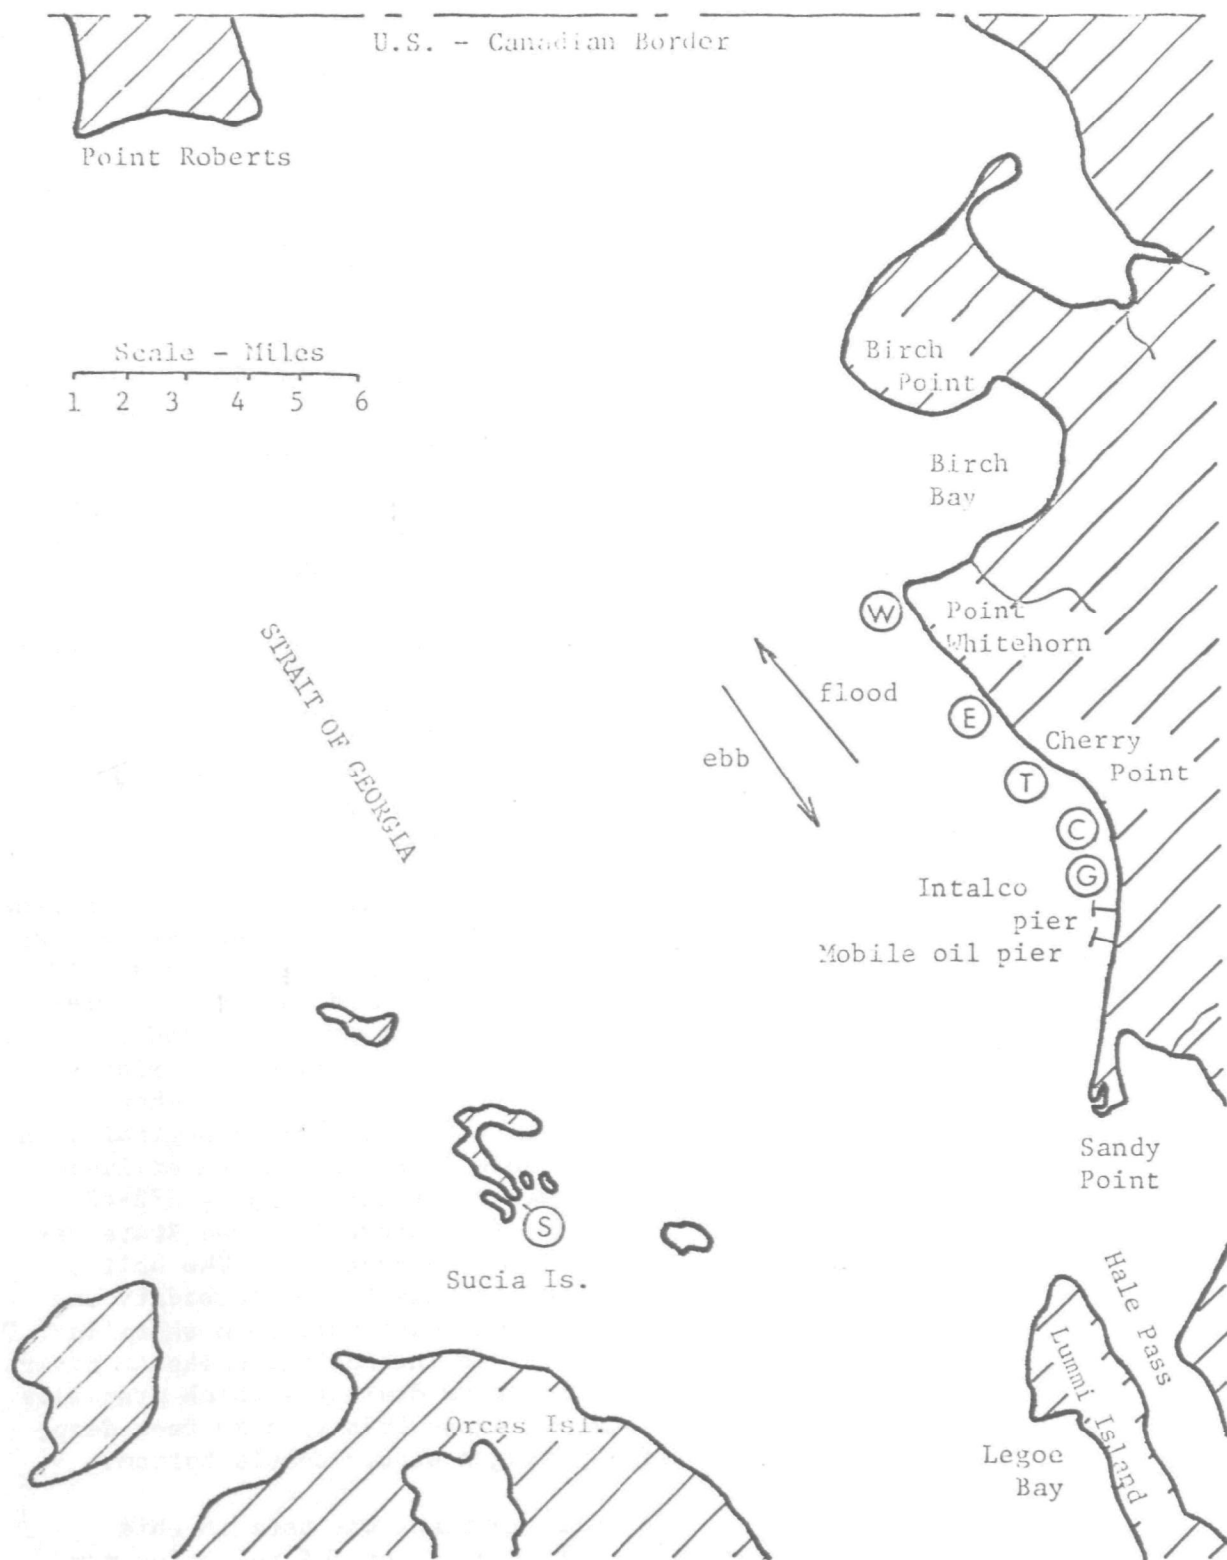 U.S. - Canadian Border
Point Roberts
Scale - Miles
1 2 3 4 5 6
Birch
Point
Birch
Bay
W
Point
Whitehorn
STRAIT OF GEORGIA
flood
ebb
E
Cherry
Point
T
C
G
Intalco
pier
Mobile oil pier
Sandy
Point
S
Sucia Is.
Hale Pass
Lummi Island
Orcas Isl.
Legoe
Bay